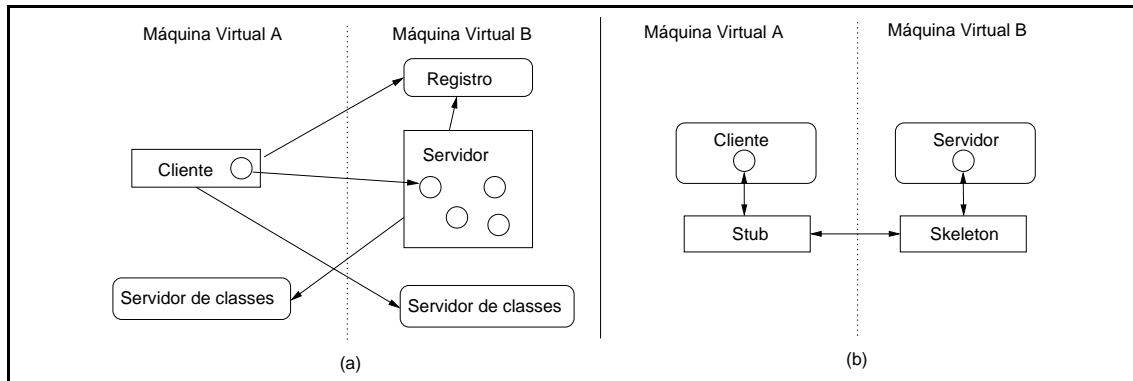 Máquina Virtual A
Máquina Virtual B
Registro
Cliente
Servidor
Servidor de classes
Servidor de classes
(a)
Máquina Virtual A
Máquina Virtual B
Cliente
Servidor
Stub
Skeleton
(b)